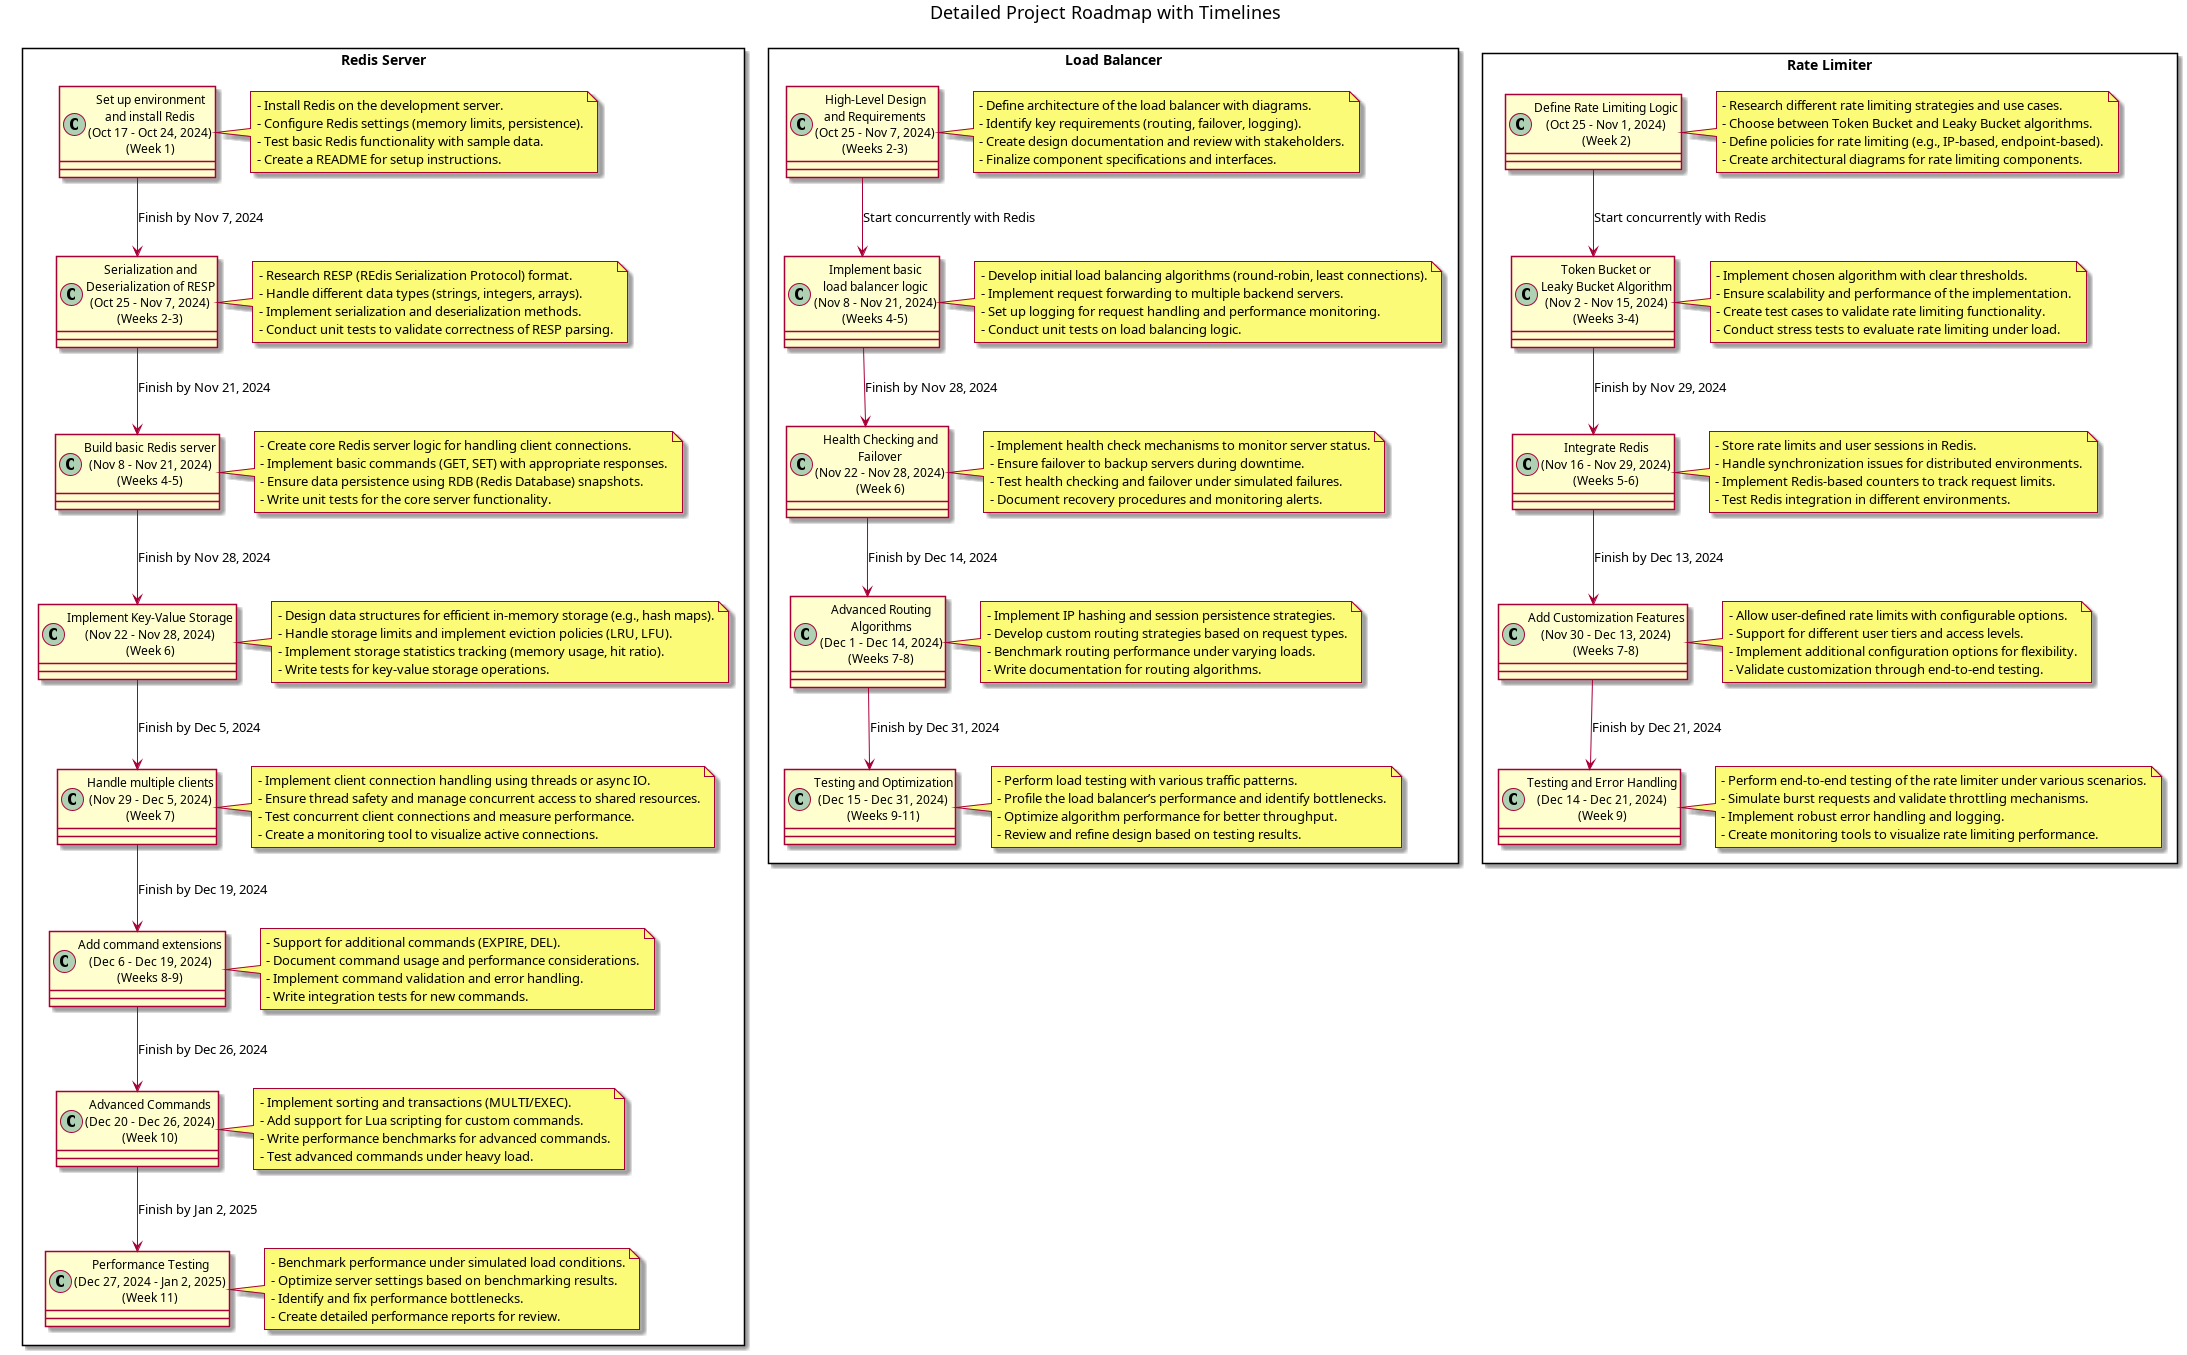 Detailed Project Roadmap with Timelines
Redis Server
C
Set up environment
and install Redis
(Oct 17 - Oct 24, 2024)
(Week 1)
- Install Redis on the development server.
- Configure Redis settings (memory limits, persistence).
- Test basic Redis functionality with sample data.
- Create a README for setup instructions.
Finish by Nov 7, 2024
C
Serialization and
Deserialization of RESP
(Oct 25 - Nov 7, 2024)
(Weeks 2-3)
- Research RESP (REdis Serialization Protocol) format.
- Handle different data types (strings, integers, arrays).
- Implement serialization and deserialization methods.
- Conduct unit tests to validate correctness of RESP parsing.
Finish by Nov 21, 2024
C
Build basic Redis server
(Nov 8 - Nov 21, 2024)
(Weeks 4-5)
- Create core Redis server logic for handling client connections.
- Implement basic commands (GET, SET) with appropriate responses.
- Ensure data persistence using RDB (Redis Database) snapshots.
- Write unit tests for the core server functionality.
Finish by Nov 28, 2024
C
Implement Key-Value Storage
(Nov 22 - Nov 28, 2024)
(Week 6)
- Design data structures for efficient in-memory storage (e.g., hash maps).
- Handle storage limits and implement eviction policies (LRU, LFU).
- Implement storage statistics tracking (memory usage, hit ratio).
- Write tests for key-value storage operations.
Finish by Dec 5, 2024
C
Handle multiple clients
(Nov 29 - Dec 5, 2024)
(Week 7)
- Implement client connection handling using threads or async IO.
- Ensure thread safety and manage concurrent access to shared resources.
- Test concurrent client connections and measure performance.
- Create a monitoring tool to visualize active connections.
Finish by Dec 19, 2024
C
Add command extensions
(Dec 6 - Dec 19, 2024)
(Weeks 8-9)
- Support for additional commands (EXPIRE, DEL).
- Document command usage and performance considerations.
- Implement command validation and error handling.
- Write integration tests for new commands.
Finish by Dec 26, 2024
C
Advanced Commands
(Dec 20 - Dec 26, 2024)
(Week 10)
- Implement sorting and transactions (MULTI/EXEC).
- Add support for Lua scripting for custom commands.
- Write performance benchmarks for advanced commands.
- Test advanced commands under heavy load.
Finish by Jan 2, 2025
C
Performance Testing
(Dec 27, 2024 - Jan 2, 2025)
(Week 11)
- Benchmark performance under simulated load conditions.
- Optimize server settings based on benchmarking results.
- Identify and fix performance bottlenecks.
- Create detailed performance reports for review.
Load Balancer
C
High-Level Design
and Requirements
(Oct 25 - Nov 7, 2024)
(Weeks 2-3)
- Define architecture of the load balancer with diagrams.
- Identify key requirements (routing, failover, logging).
- Create design documentation and review with stakeholders.
- Finalize component specifications and interfaces.
Start concurrently with Redis
C
Implement basic
load balancer logic
(Nov 8 - Nov 21, 2024)
(Weeks 4-5)
- Develop initial load balancing algorithms (round-robin, least connections).
- Implement request forwarding to multiple backend servers.
- Set up logging for request handling and performance monitoring.
- Conduct unit tests on load balancing logic.
Finish by Nov 28, 2024
C
Health Checking and
Failover
(Nov 22 - Nov 28, 2024)
(Week 6)
- Implement health check mechanisms to monitor server status.
- Ensure failover to backup servers during downtime.
- Test health checking and failover under simulated failures.
- Document recovery procedures and monitoring alerts.
Finish by Dec 14, 2024
C
Advanced Routing
Algorithms
(Dec 1 - Dec 14, 2024)
(Weeks 7-8)
- Implement IP hashing and session persistence strategies.
- Develop custom routing strategies based on request types.
- Benchmark routing performance under varying loads.
- Write documentation for routing algorithms.
Finish by Dec 31, 2024
C
Testing and Optimization
(Dec 15 - Dec 31, 2024)
(Weeks 9-11)
- Perform load testing with various traffic patterns.
- Profile the load balancer's performance and identify bottlenecks.
- Optimize algorithm performance for better throughput.
- Review and refine design based on testing results.
Rate Limiter
C
Define Rate Limiting Logic
(Oct 25 - Nov 1, 2024)
(Week 2)
- Research different rate limiting strategies and use cases.
- Choose between Token Bucket and Leaky Bucket algorithms.
- Define policies for rate limiting (e.g., IP-based, endpoint-based).
- Create architectural diagrams for rate limiting components.
Start concurrently with Redis
C
Token Bucket or
Leaky Bucket Algorithm
(Nov 2 - Nov 15, 2024)
(Weeks 3-4)
- Implement chosen algorithm with clear thresholds.
- Ensure scalability and performance of the implementation.
- Create test cases to validate rate limiting functionality.
- Conduct stress tests to evaluate rate limiting under load.
Finish by Nov 29, 2024
C
Integrate Redis
(Nov 16 - Nov 29, 2024)
(Weeks 5-6)
- Store rate limits and user sessions in Redis.
- Handle synchronization issues for distributed environments.
- Implement Redis-based counters to track request limits.
- Test Redis integration in different environments.
Finish by Dec 13, 2024
C
Add Customization Features
(Nov 30 - Dec 13, 2024)
(Weeks 7-8)
- Allow user-defined rate limits with configurable options.
- Support for different user tiers and access levels.
- Implement additional configuration options for flexibility.
- Validate customization through end-to-end testing.
Finish by Dec 21, 2024
C
Testing and Error Handling
(Dec 14 - Dec 21, 2024)
(Week 9)
- Perform end-to-end testing of the rate limiter under various scenarios.
- Simulate burst requests and validate throttling mechanisms.
- Implement robust error handling and logging.
- Create monitoring tools to visualize rate limiting performance.